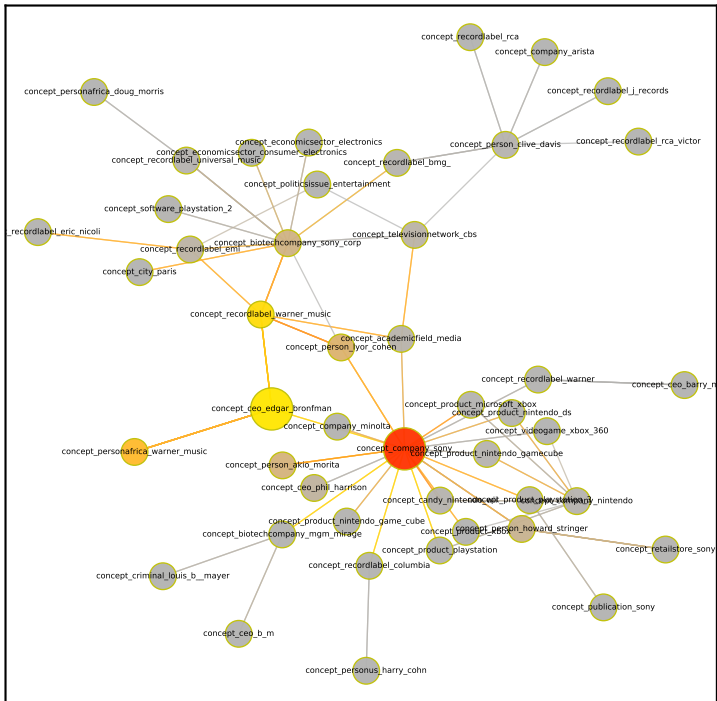 concept_recordlabel_rca
concept_company_arista
concept_personafrica_doug_morris
concept_recordlabel_j_records
concept_economicsector_electronics
concept_person_clive_davis
concept_recordlabel_rca_victor
concept_economicsector_consumer_electronics
concept_recordlabel_universal_music
concept_recordlabel_bmg_
concept_politicsissue_entertainment
concept_software_playstation_2
_recordlabel_eric_nicoli
concept_televisionnetwork_cbs
concept_biotechcompany_sony_corp
concept_recordlabel_emi
concept_city_paris
concept_recordlabel_warner_music
concept_academicfield_media
concept_person_lyor_cohen
concept_recordlabel_warner
concept_ceo_barry_m
concept_product_microsoft_xbox
concept_ceo_edgar_bronfman
concept_product_nintendo_ds
concept_company_minolta
concept_videogame_xbox_360
concept_company_sony
concept_personafrica_warner_music
concept_product_nintendo_gamecube
concept_person_akio_morita
concept_ceo_phil_harrison
concept_company_nintendo
concept_product_nintendo_game_cube
concept_person_howard_stringer
concept_biotechcompany_mgm_mirage
concept_product_xbox
concept_product_playstation
concept_retailstore_sony
concept_recordlabel_columbia
concept_criminal_louis_b__mayer
concept_publication_sony
concept_ceo_b_m
concept_personus_harry_cohn